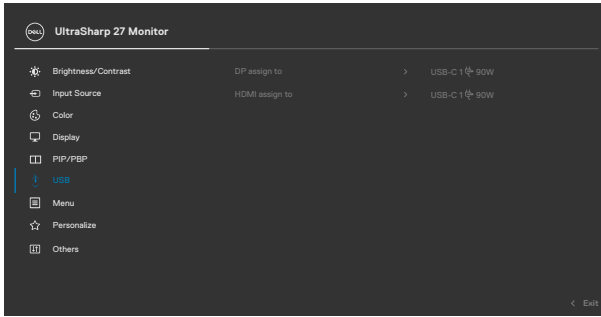 DELL UltraSharp 27 Monitor
Brightness/Contrast DP assign to > USB-C 1 90W
Input Source HDMI assign to > USB-C 1 90W
Color
Display
PIP/PBP
USB
Menu
Personalize
Others
< Exit